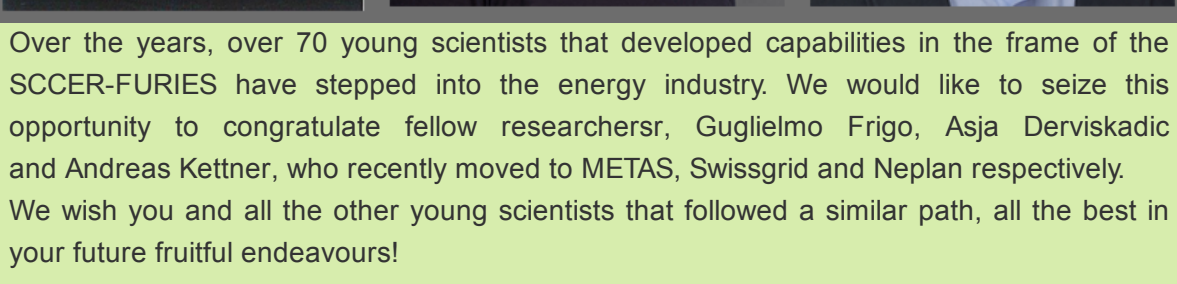 Over the years, over 70 young scientists that developed capabilities in the frame of the
SCCER-FURIES have stepped into the energy industry. We would like to seize this
opportunity to congratulate fellow researchersr, Guglielmo Frigo, Asja Derviskadic
and Andreas Kettner, who recently moved to METAS, Swissgrid and Neplan respectively.
We wish you and all the other young scientists that followed a similar path, all the best in
your future fruitful endeavours!